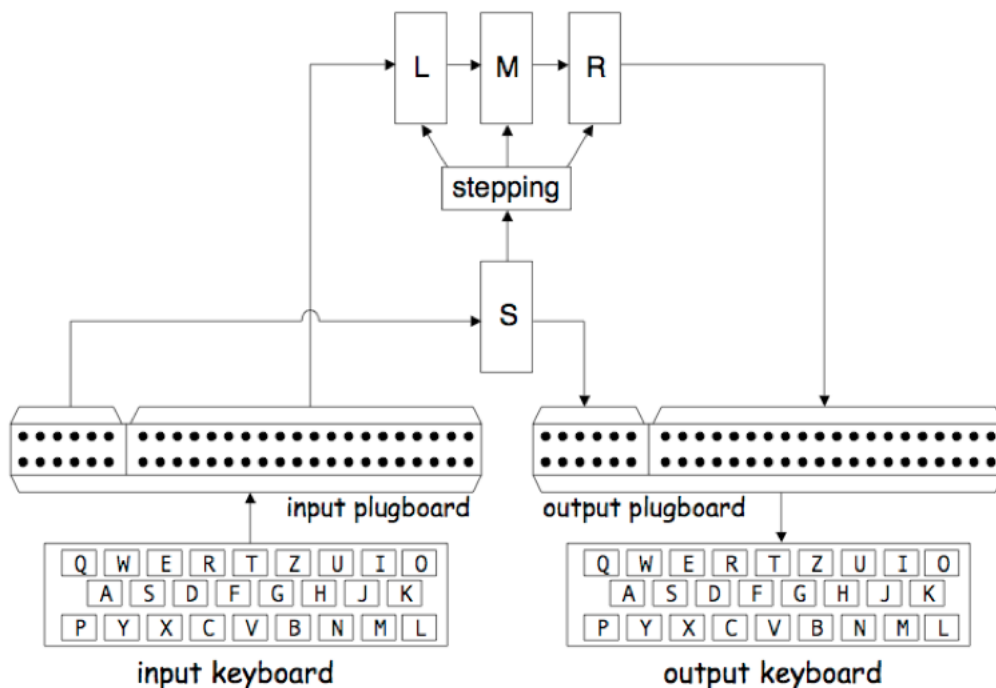 L M R
stepping
S
input plugboard output plugboard
Q W E R T Z U I O Q W E R T Z U I O
A S D F G H J K A S D F G H J K
P Y X C V B N M L P Y X C V B N M L
input keyboard output keyboard